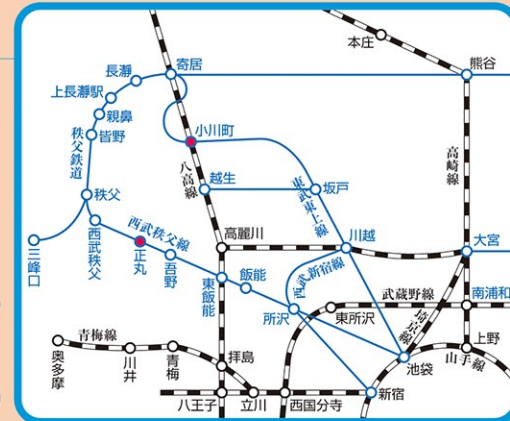 本庄
熊谷
寄居
長瀞
上長瀞駅
親鼻
皆野
秩父鉄道
小川町
八高線
高崎線
越生
坂戸
東武東上線
秩父
西武秩父
西武秩父線
三峰口
正丸
吾野
高麗川
川越
大宮
東飯能
飯能
西武新宿線
武蔵野線
南浦和
所沢
東所沢
埼京線
上野
山手線
池袋
青梅線
奥多摩
川井
青梅
拝島
八王子
立川
西国分寺
新宿